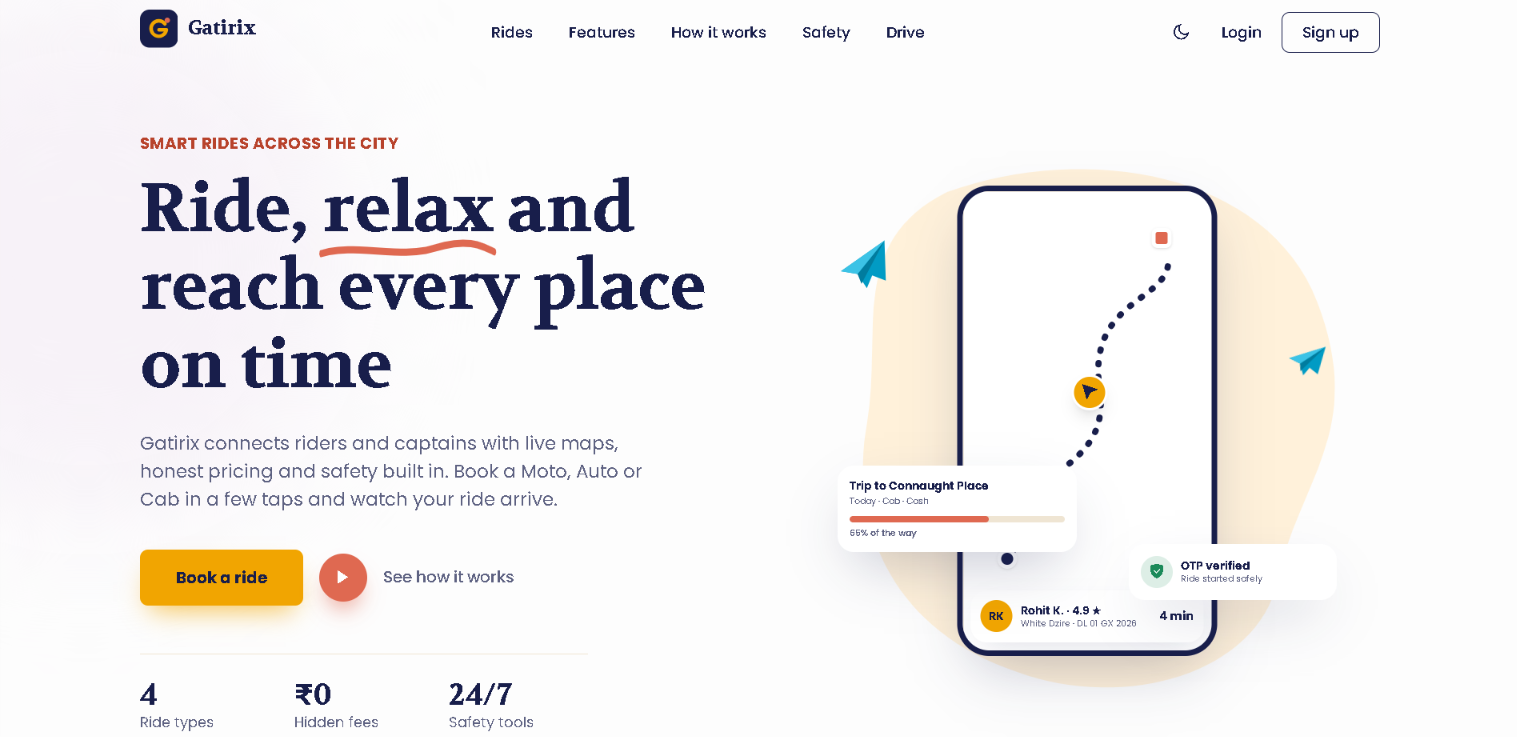 G
Gatirix
Rides
Features
How it works
Safety
Drive
Login
Sign up
SMART RIDES ACROSS THE CITY
Ride, relax and
reach every place
on time
Gatirix connects riders and captains with live maps,
honest pricing and safety built in. Book a Moto, Auto or
Cab in a few taps and watch your ride arrive.
Book a ride
See how it works
4
Ride types
₹0
Hidden fees
24/7
Safety tools
Trip to Connaught Place
Today · Cab · Cash
65% of the way
OTP verified
Ride started safely
RK
Rohit K. · 4.9 ★
White Dzire · DL 01 GX 2026
4 min